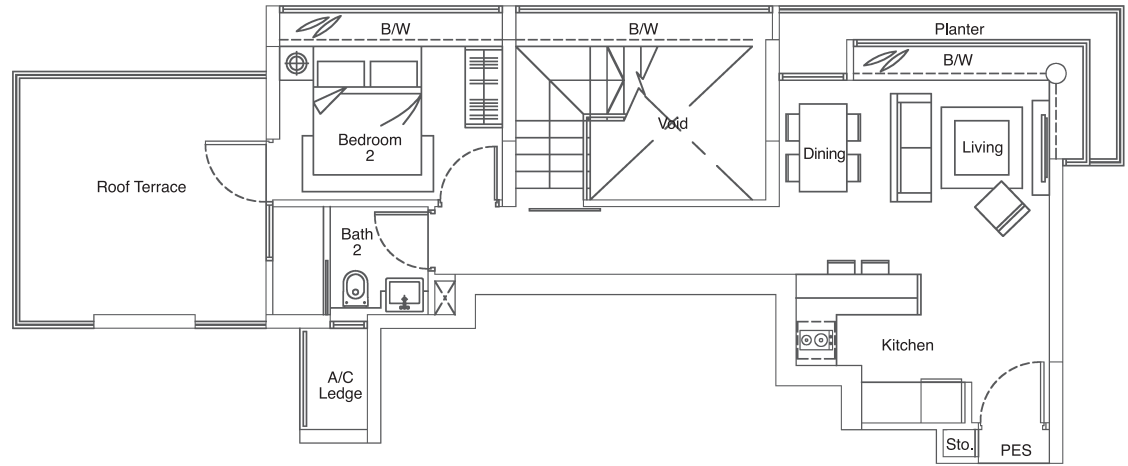 B/W
B/W
Planter
B/W
Void
Bedroom
2
Dining
Living
Roof Terrace
Bath
2
Kitchen
A/C
Ledge
Sto.
PES